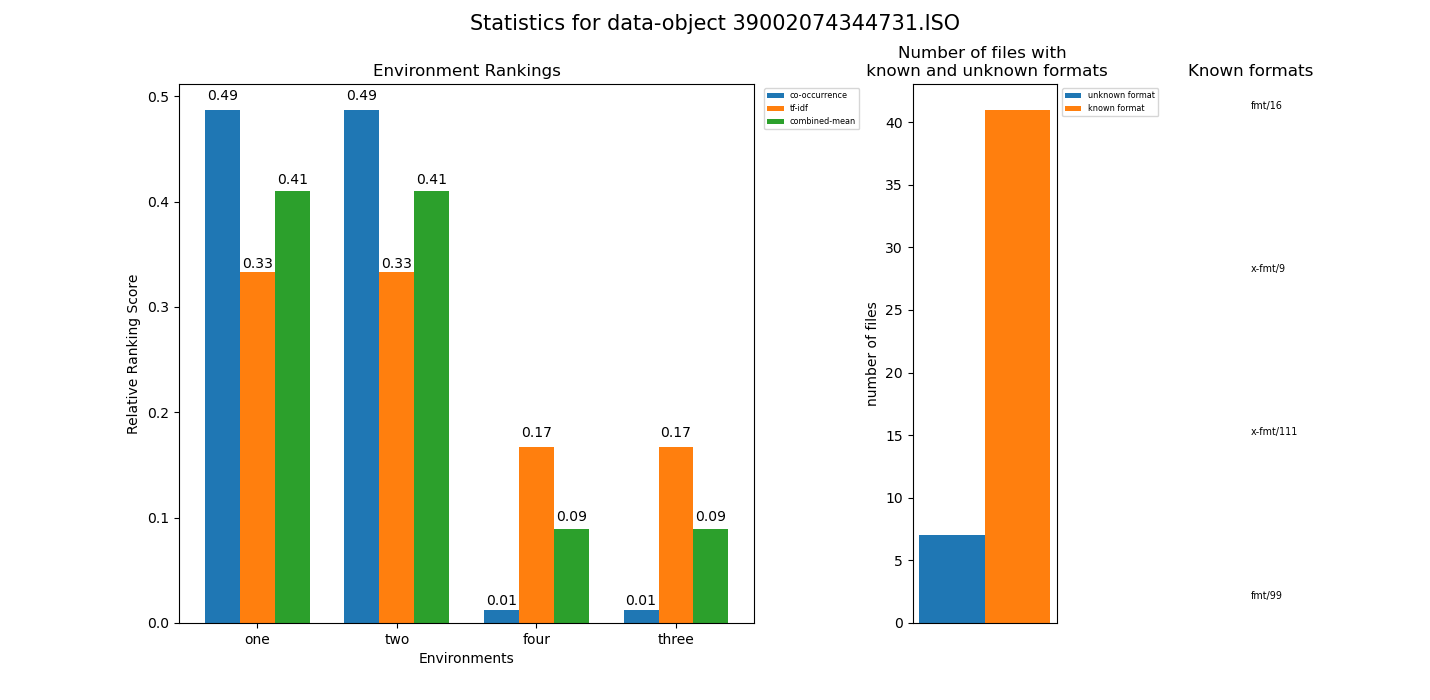 Statistics for data-object 39002074344731.ISO
Environment Rankings
0.5
0.4
0.3
0.2
0.1
0.0
Relative Ranking Score
0.49
0.33
0.41
0.49
0.33
0.41
0.01
0.17
0.09
0.01
0.17
0.09
one
two
four
three
Environments
co-occurrence
tf-idf
combined-mean
Number of files with
known and unknown formats
40
35
30
25
20
15
10
5
0
number of files
unknown format
known format
Known formats
fmt/16
x-fmt/9
x-fmt/111
fmt/99